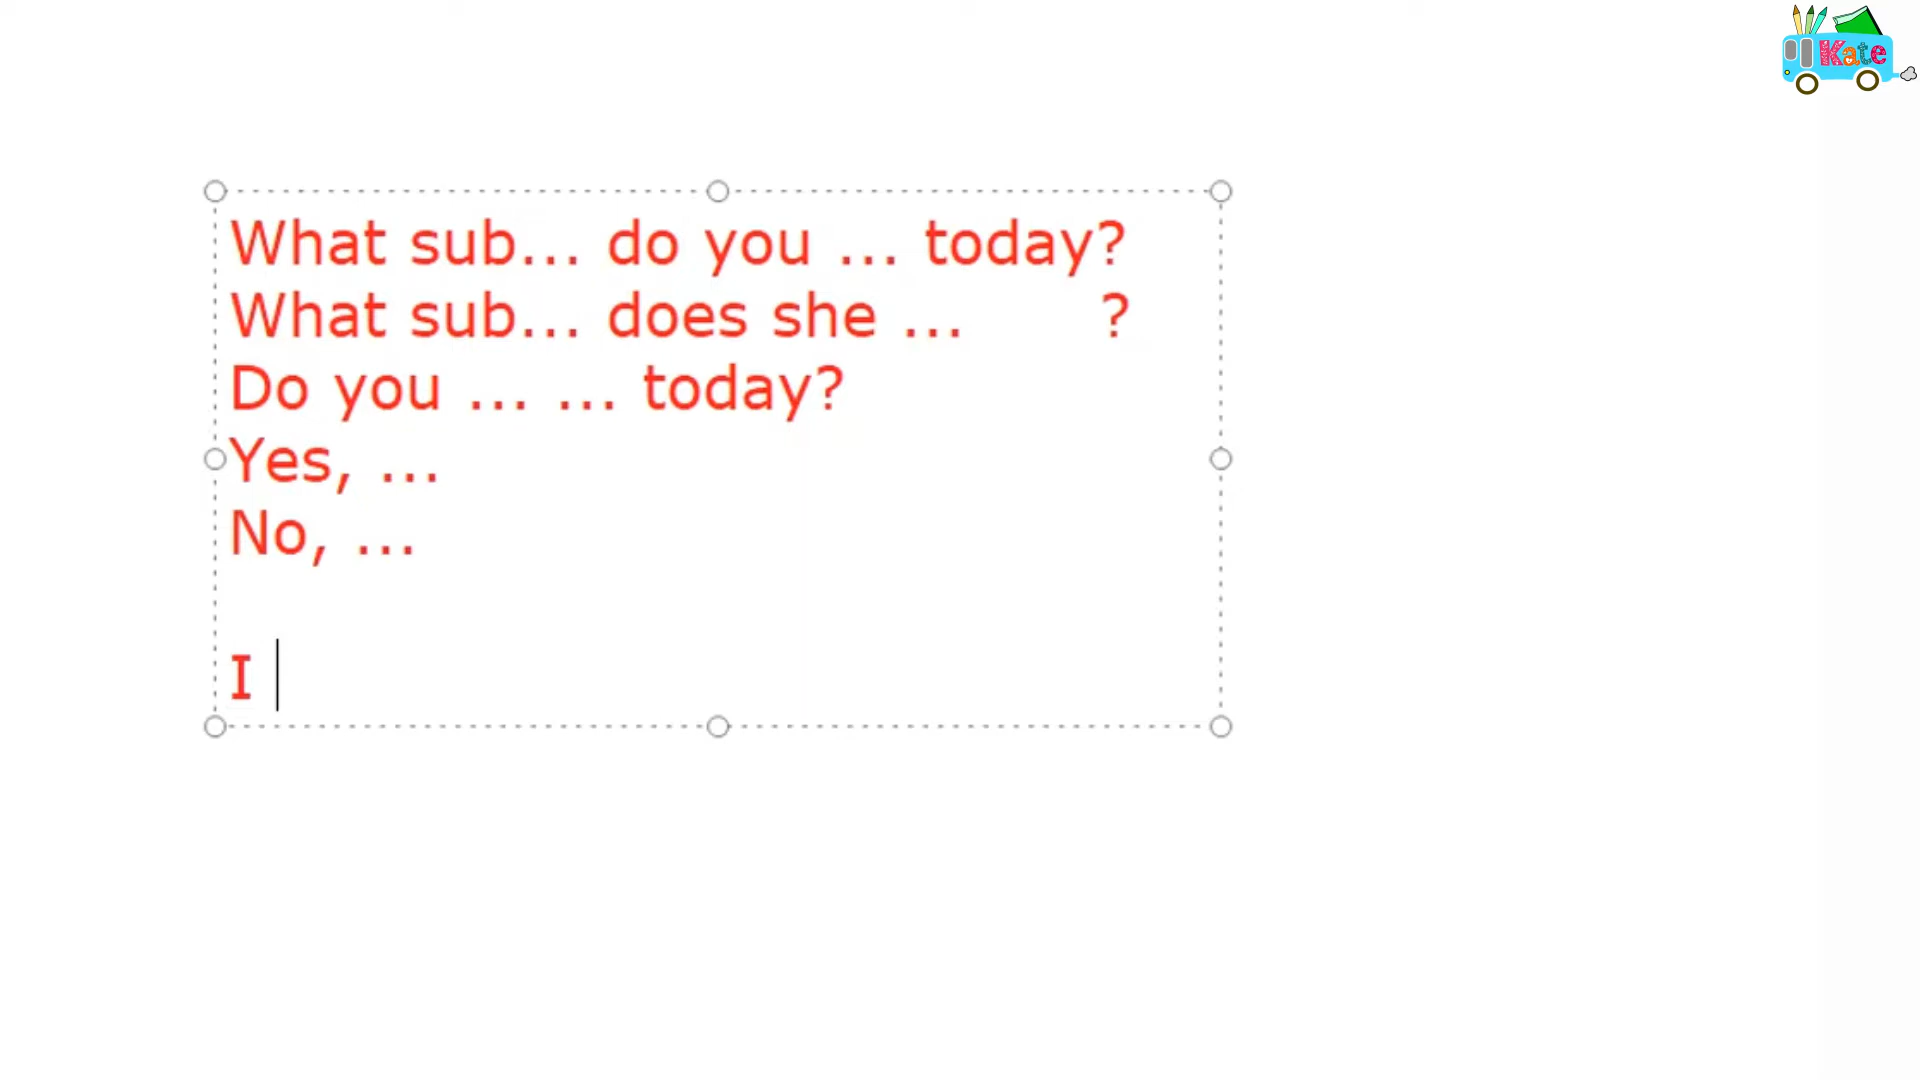 Kate
What sub... do you ... today?
What sub... does she ... ?
Do you ... ... today?
Yes, ...
No, ...
I